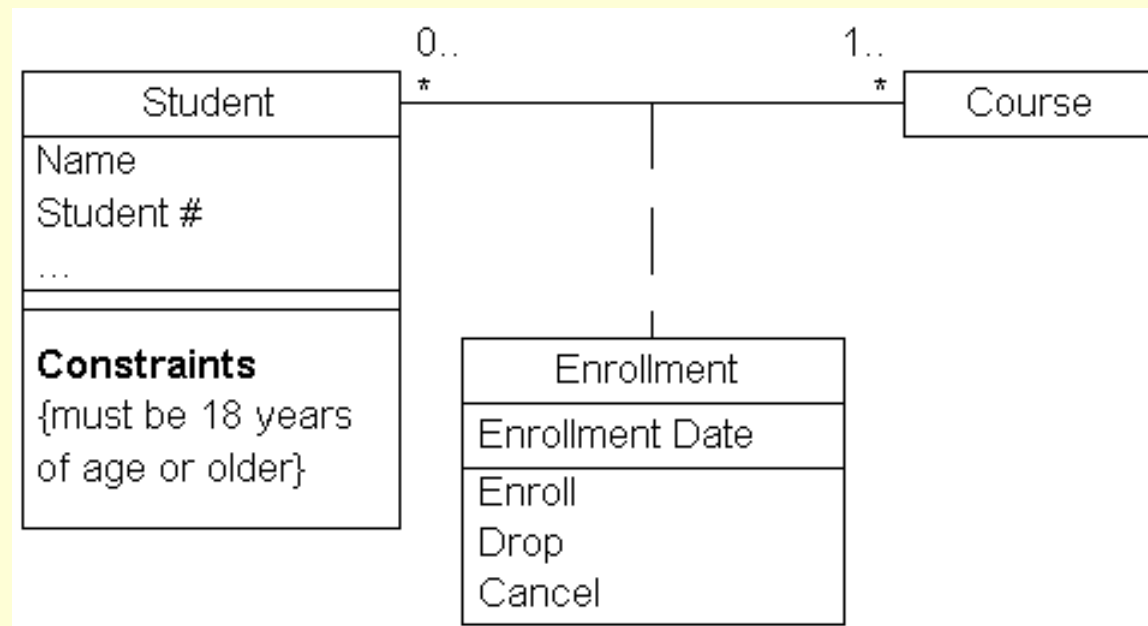 0..
*
1..
*
Student
Name
Student #
...
Constraints
{must be 18 years
of age or older}
Course
Enrollment
Enrollment Date
Enroll
Drop
Cancel